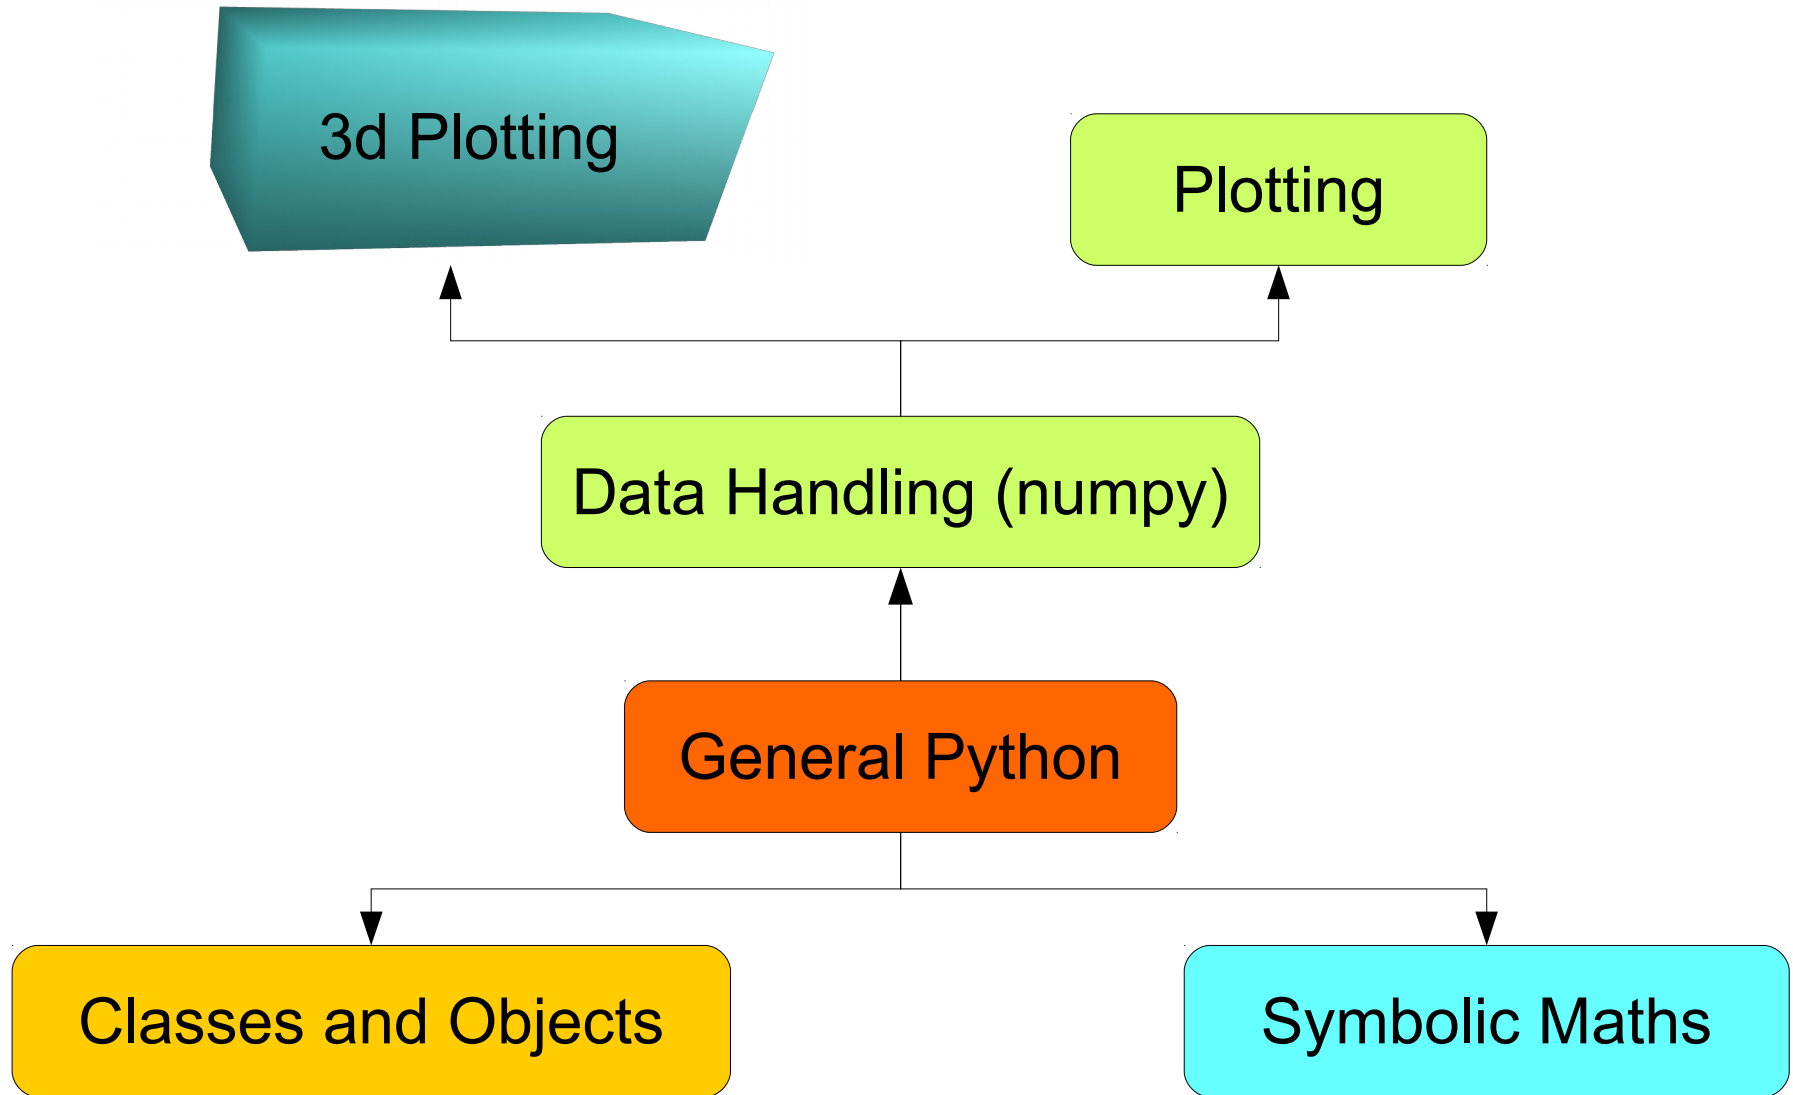 3d Plotting
Plotting
Data Handling (numpy)
General Python
Classes and Objects
Symbolic Maths